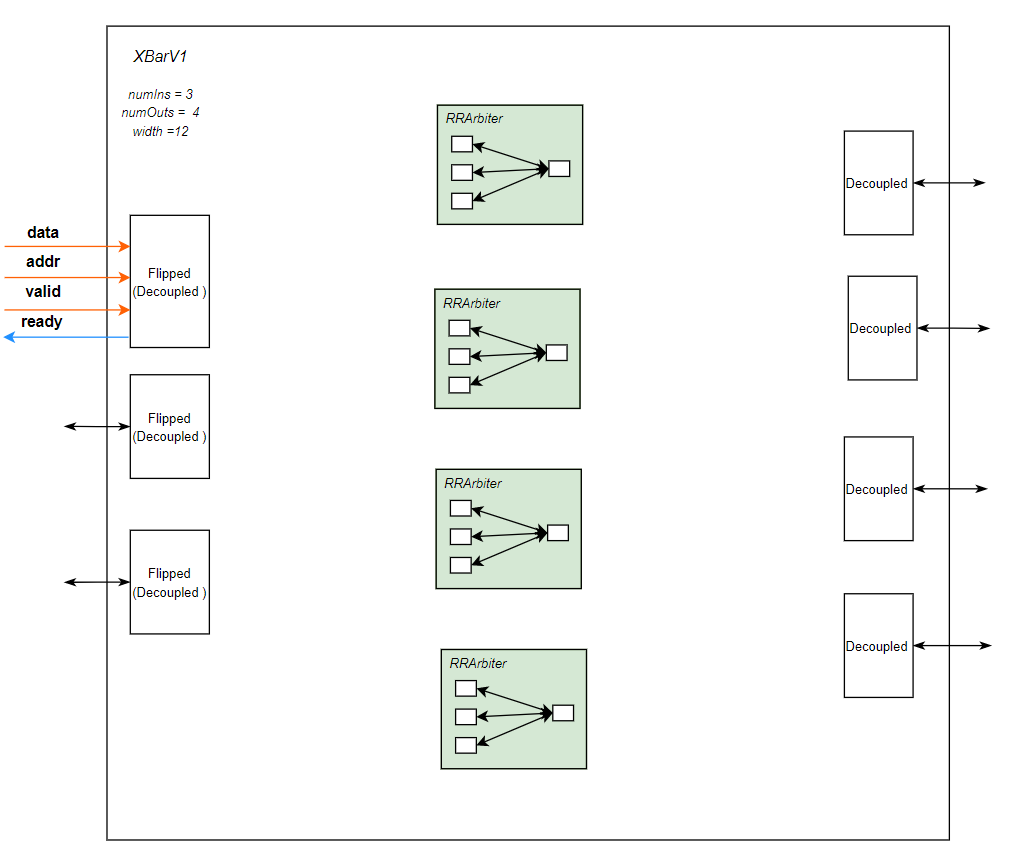 XBarV1
numIns = 3
numOuts = 4
width =12
data
addr
valid
ready
Flipped
(Decoupled )
Flipped
(Decoupled )
Flipped
(Decoupled )
RRArbiter
RRArbiter
RRArbiter
RRArbiter
Decoupled
Decoupled
Decoupled
Decoupled